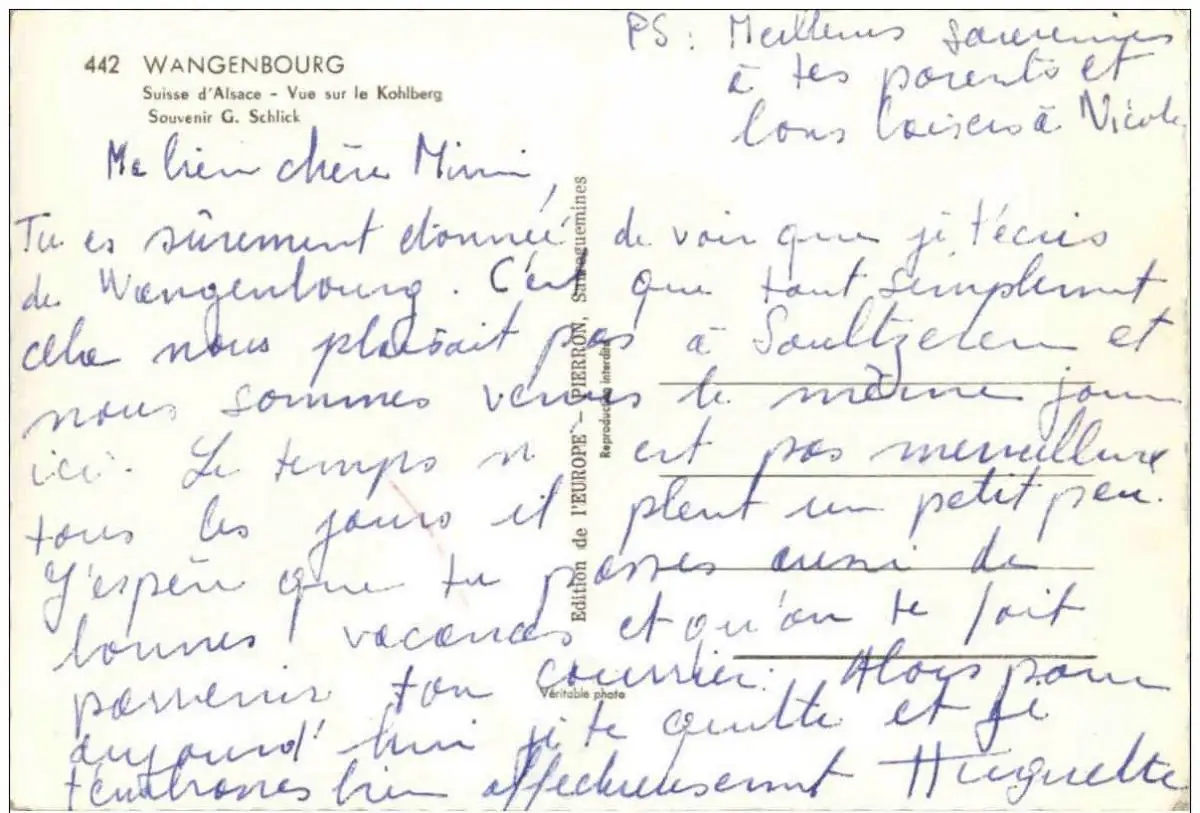 442 WANGENBOURG
Suisse d'Alsace - Vue sur le Kohlberg
Souvenir G. Schlick
PS: Meilleurs souvenirs
à tes parents et
bons baisers à Nicole
Ma bien chère Mimi,
Tu es sûrement étonnée de voir que je t'écris
de Wangenbourg. C'est que tout simplement
cela nous plaisait pas à Soultzeren et
nous sommes venus le même jour
ici. Le temps n'est pas merveilleux
tous les jours il pleut un petit peu.
J'espère que tu passes aussi de
bonnes vacances et qu'on te fait
parvenir ton courrier. Alors pour
aujourd'hui je te quitte et je
t'embrasse bien affectueusement Huguette
Edition de l'EUROPE - PIERRON, Sarreguemines
Reproduction interdite
Véritable photo